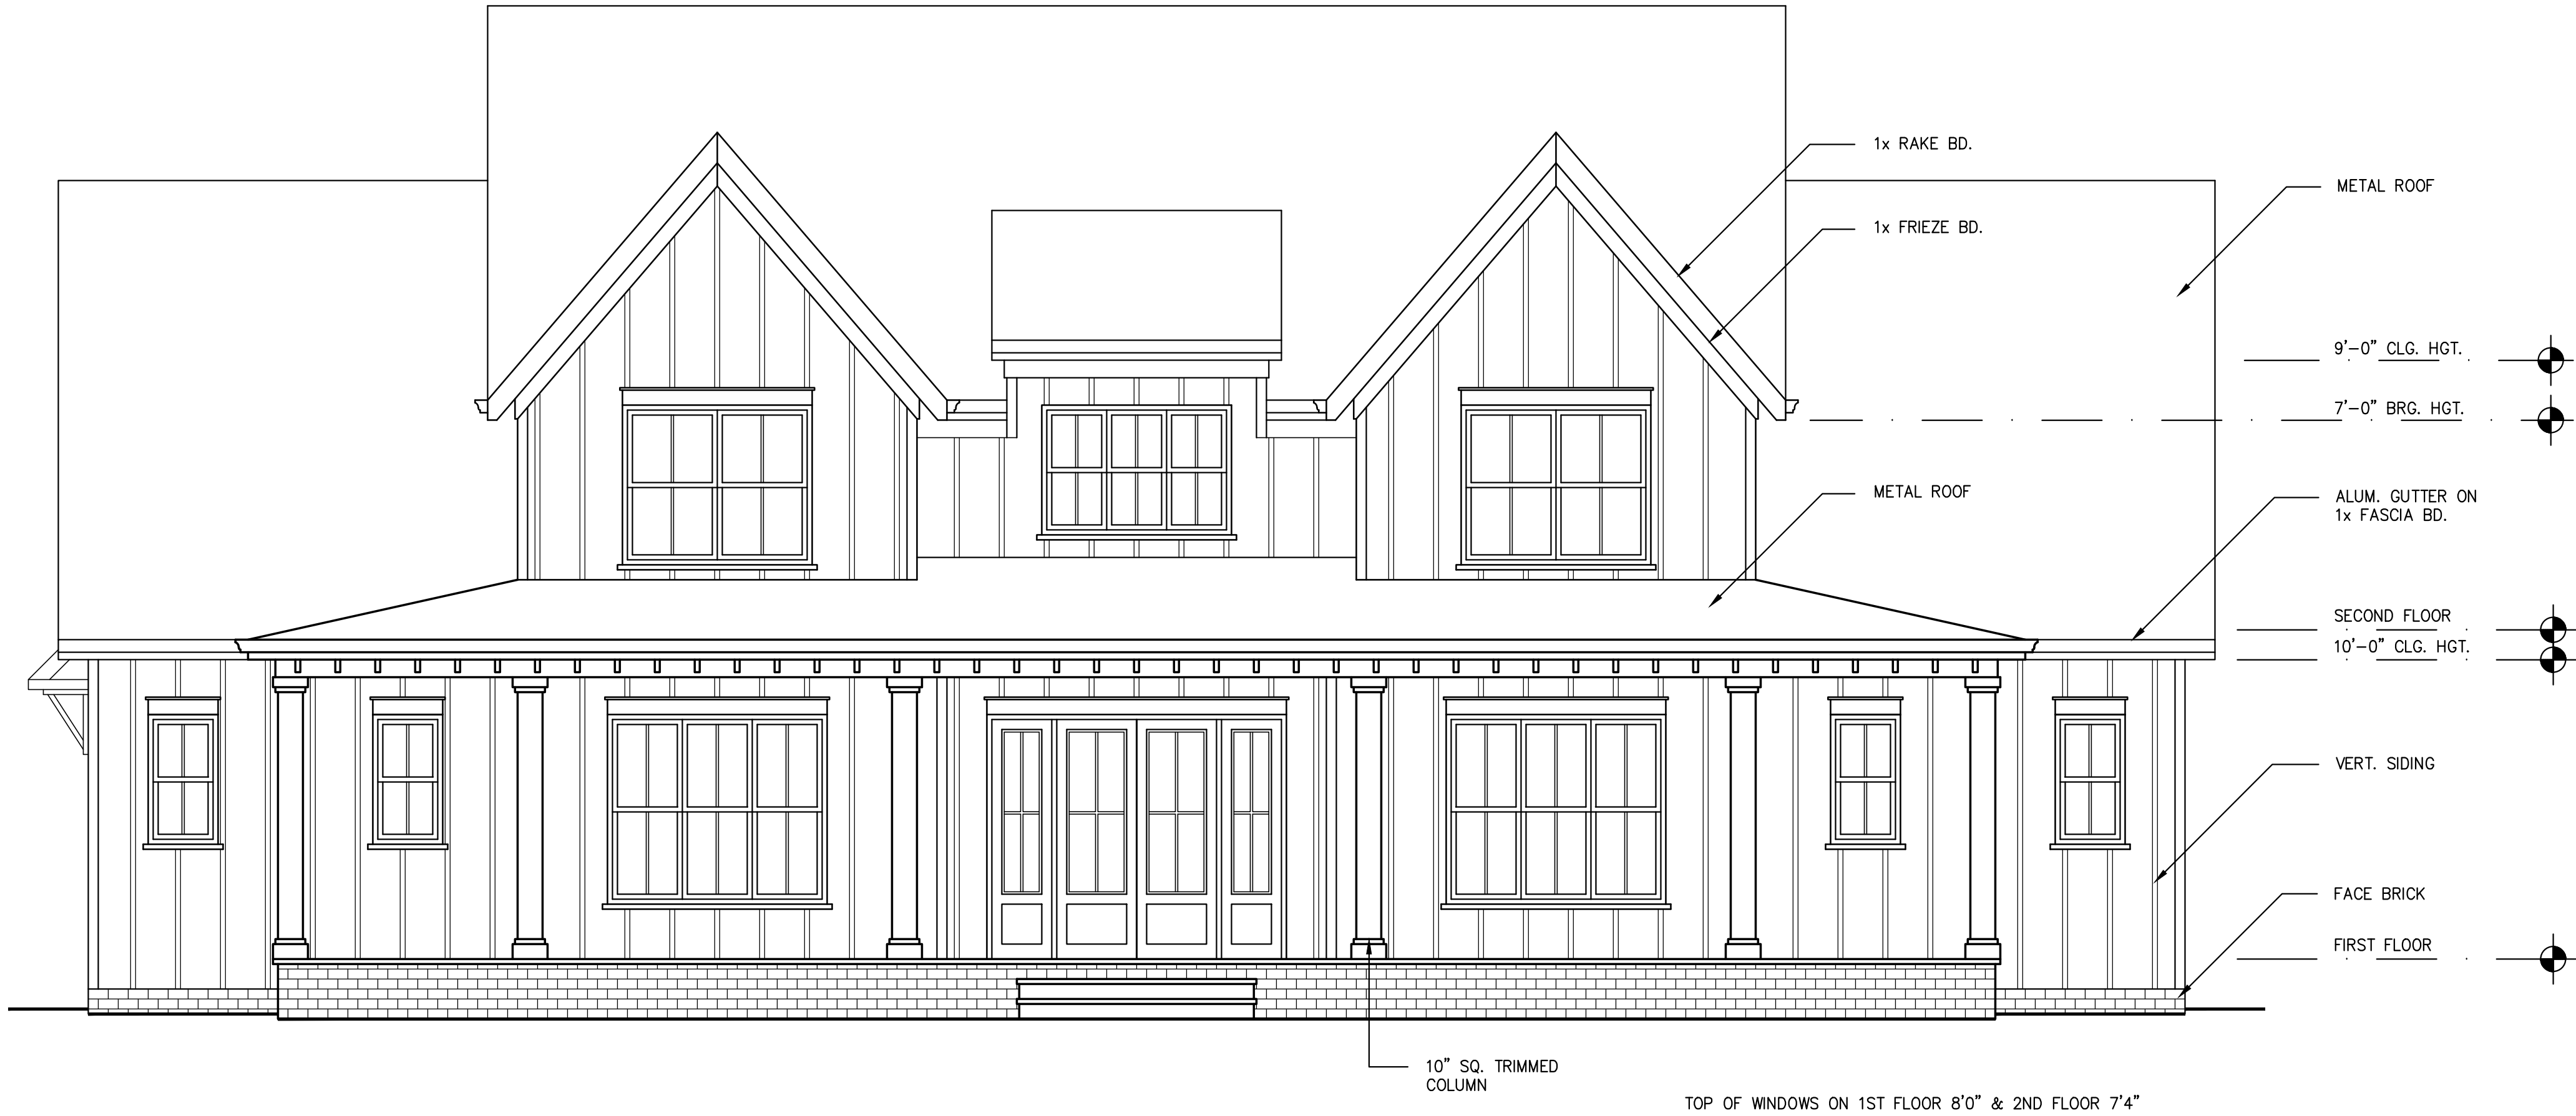 1x RAKE BD.
METAL ROOF
1x FRIEZE BD.
9'-0" CLG. HGT.
7'-0" BRG. HGT.
METAL ROOF
ALUM. GUTTER ON
1x FASCIA BD.
SECOND FLOOR
10'-0" CLG. HGT.
VERT. SIDING
FACE BRICK
FIRST FLOOR
10" SQ. TRIMMED
COLUMN
TOP OF WINDOWS ON 1ST FLOOR 8'0" & 2ND FLOOR 7'4"